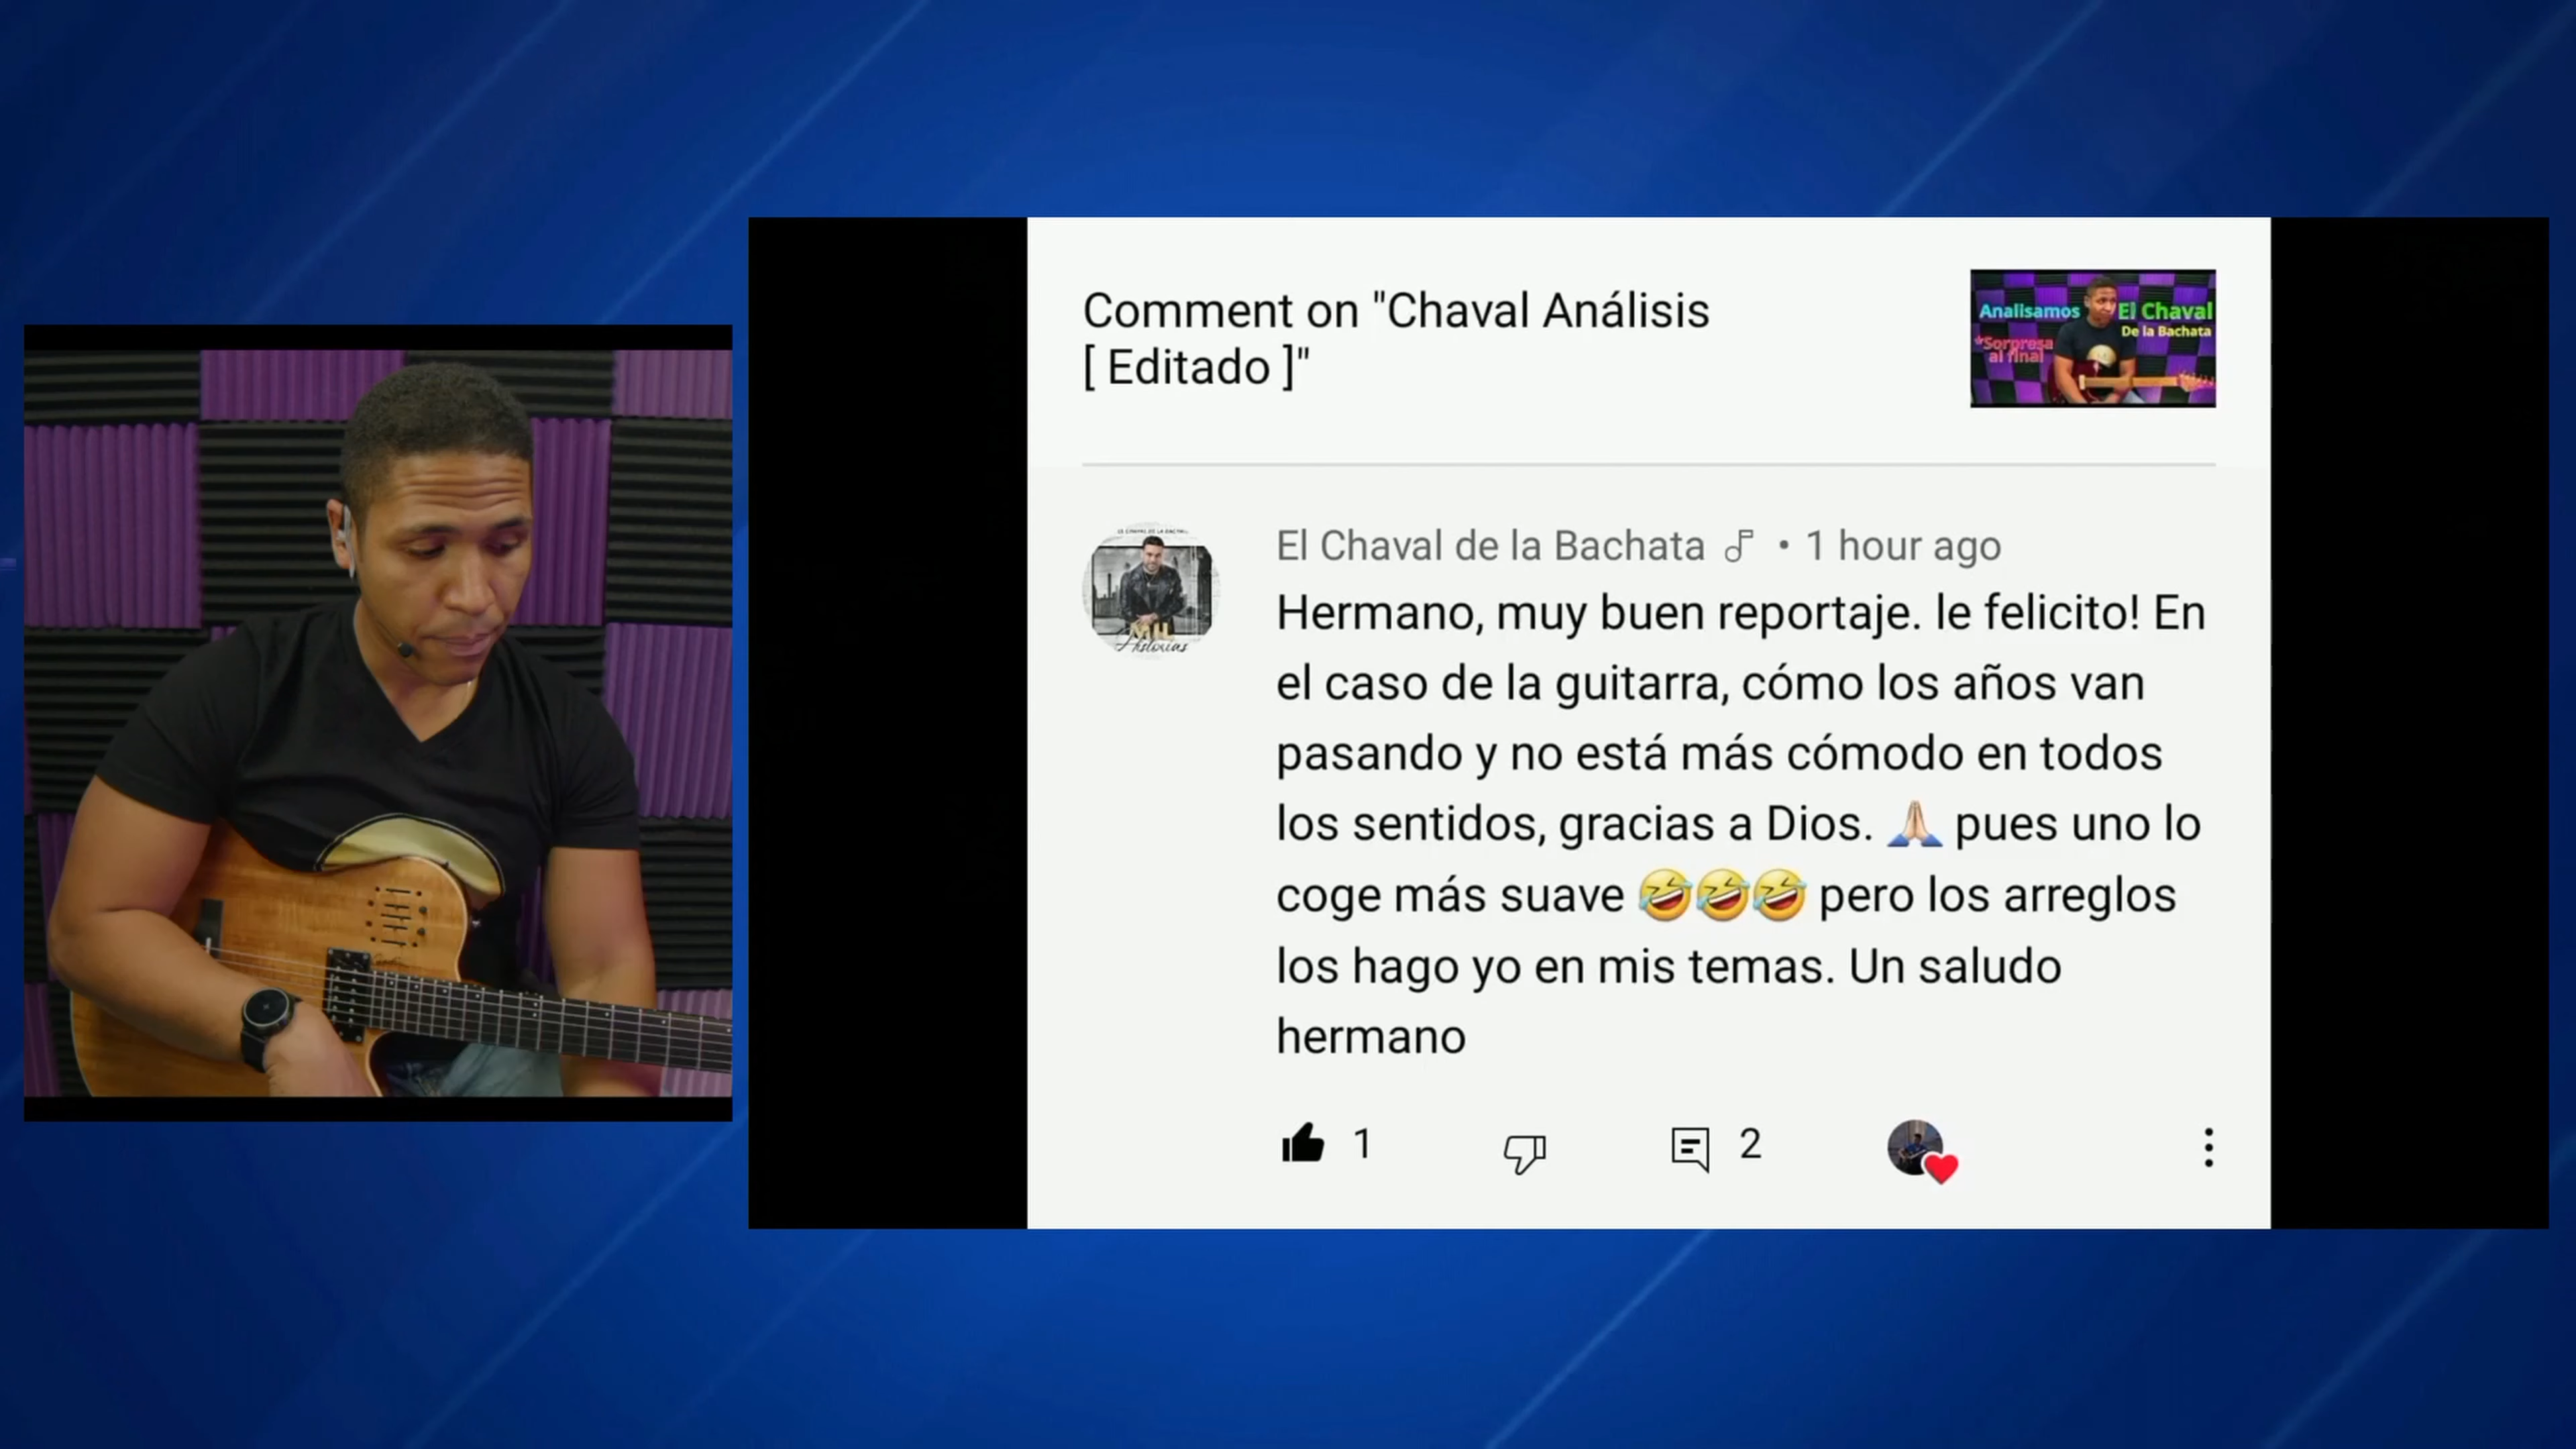 Comment on "Chaval Análisis
[ Editado ]"
Analisamos
El Chaval
De la Bachata
*Sorpresa
al final
El Chaval de la Bachata • 1 hour ago
Hermano, muy buen reportaje. le felicito! En
el caso de la guitarra, cómo los años van
pasando y no está más cómodo en todos
los sentidos, gracias a Dios. 🙏🏻 pues uno lo
coge más suave 🤣🤣🤣 pero los arreglos
los hago yo en mis temas. Un saludo
hermano
MIL
Historias
1
2